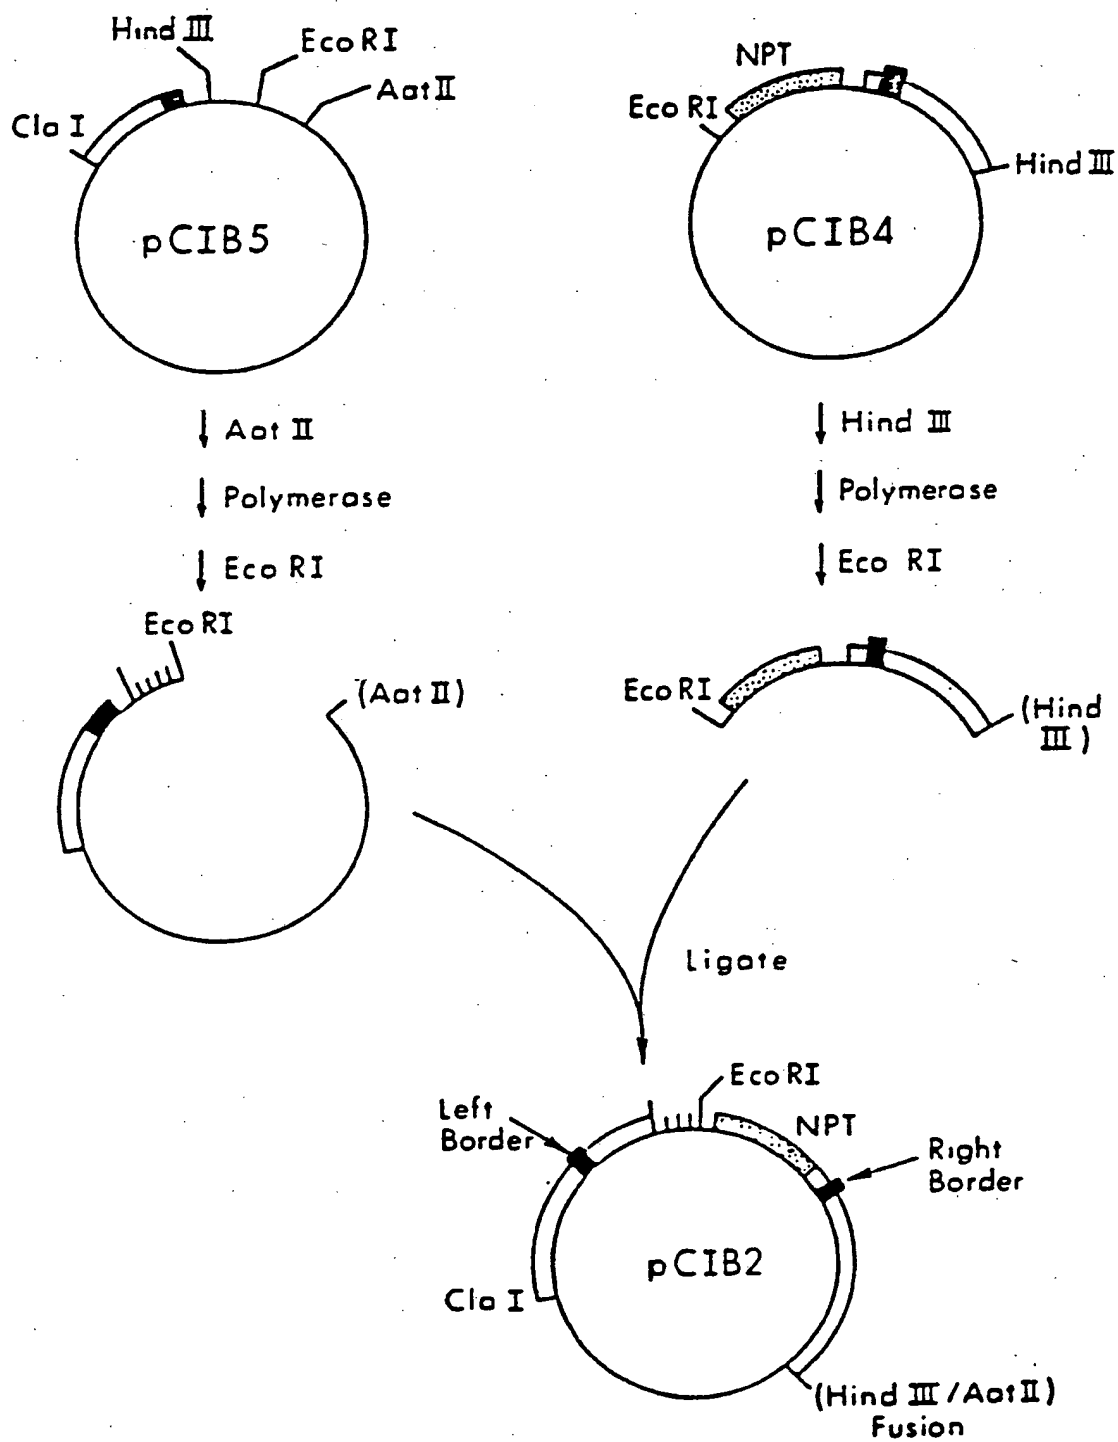 Hind III
Eco RI
Aat II
Cla I
pCIB5
NPT
Eco RI
Hind III
pCIB4
Aat II
Polymerase
Eco RI
Hind III
Polymerase
Eco RI
Eco RI
(Aat II)
Eco RI
(Hind
III)
Ligate
Eco RI
Left
Border
NPT
Right
Border
pCIB2
Cla I
(Hind III/Aat II)
Fusion